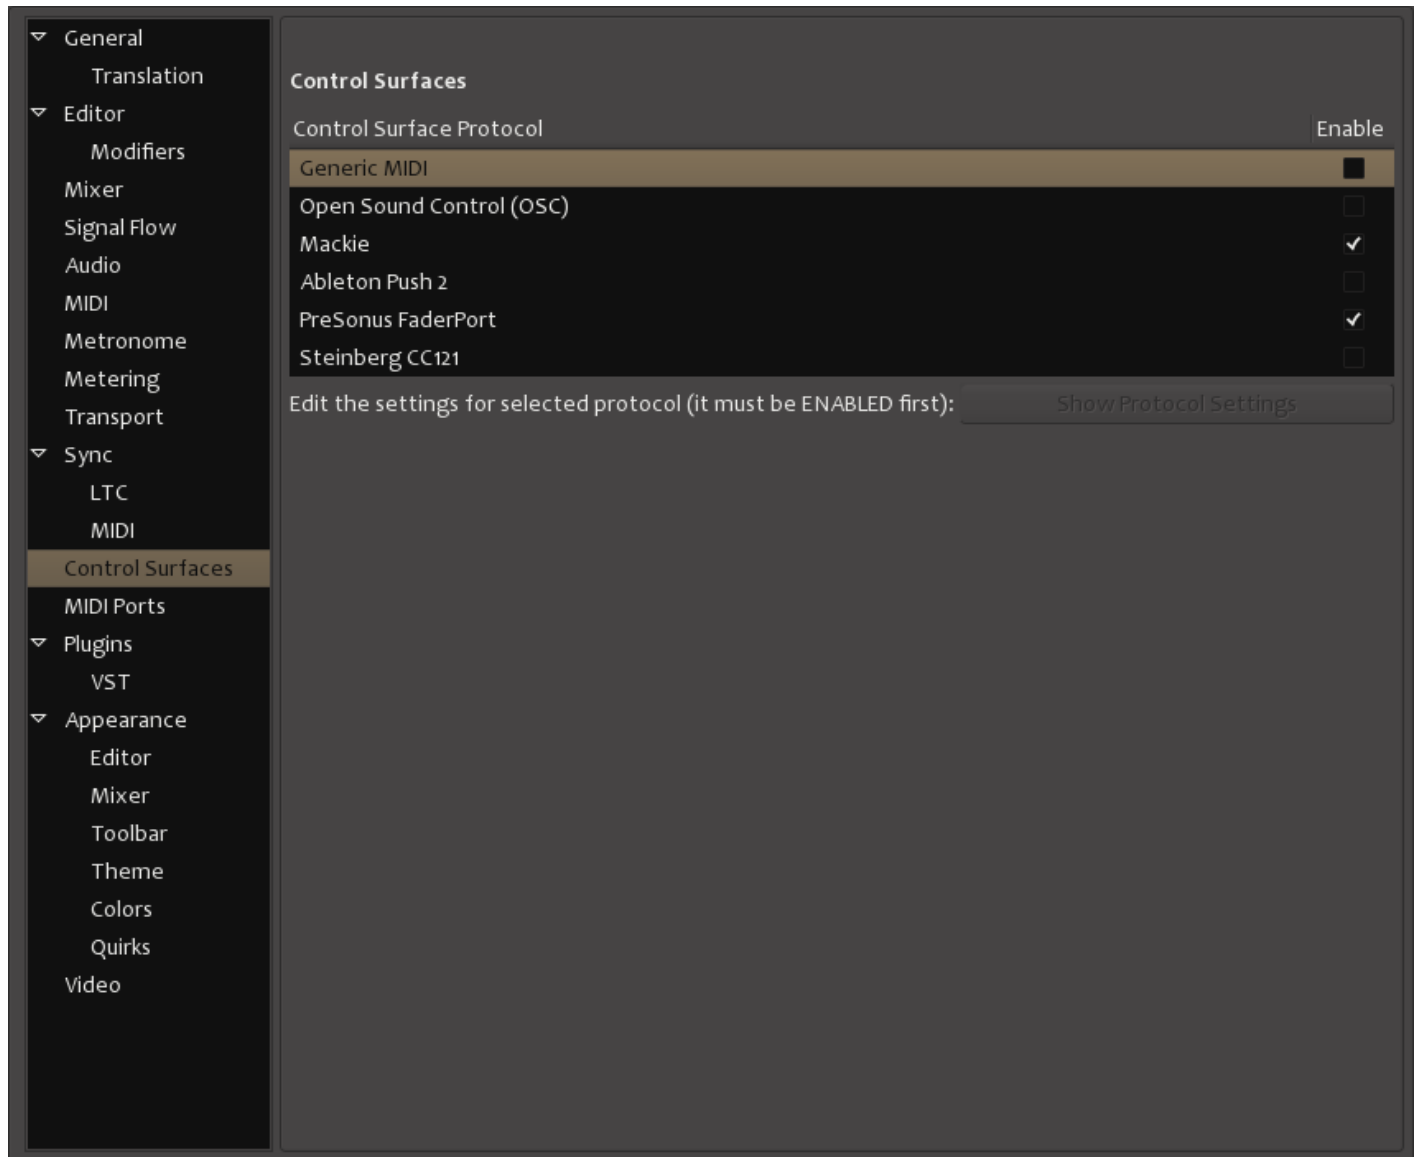 General
Translation
Editor
Modifiers
Mixer
Signal Flow
Audio
MIDI
Metronome
Metering
Transport
Sync
LTC
MIDI
Control Surfaces
MIDI Ports
Plugins
VST
Appearance
Editor
Mixer
Toolbar
Theme
Colors
Quirks
Video
Control Surfaces
Control Surface Protocol Enable
Generic MIDI
Open Sound Control (OSC)
Mackie
Ableton Push 2
PreSonus FaderPort
Steinberg CC121
Edit the settings for selected protocol (it must be ENABLED first): Show Protocol Settings